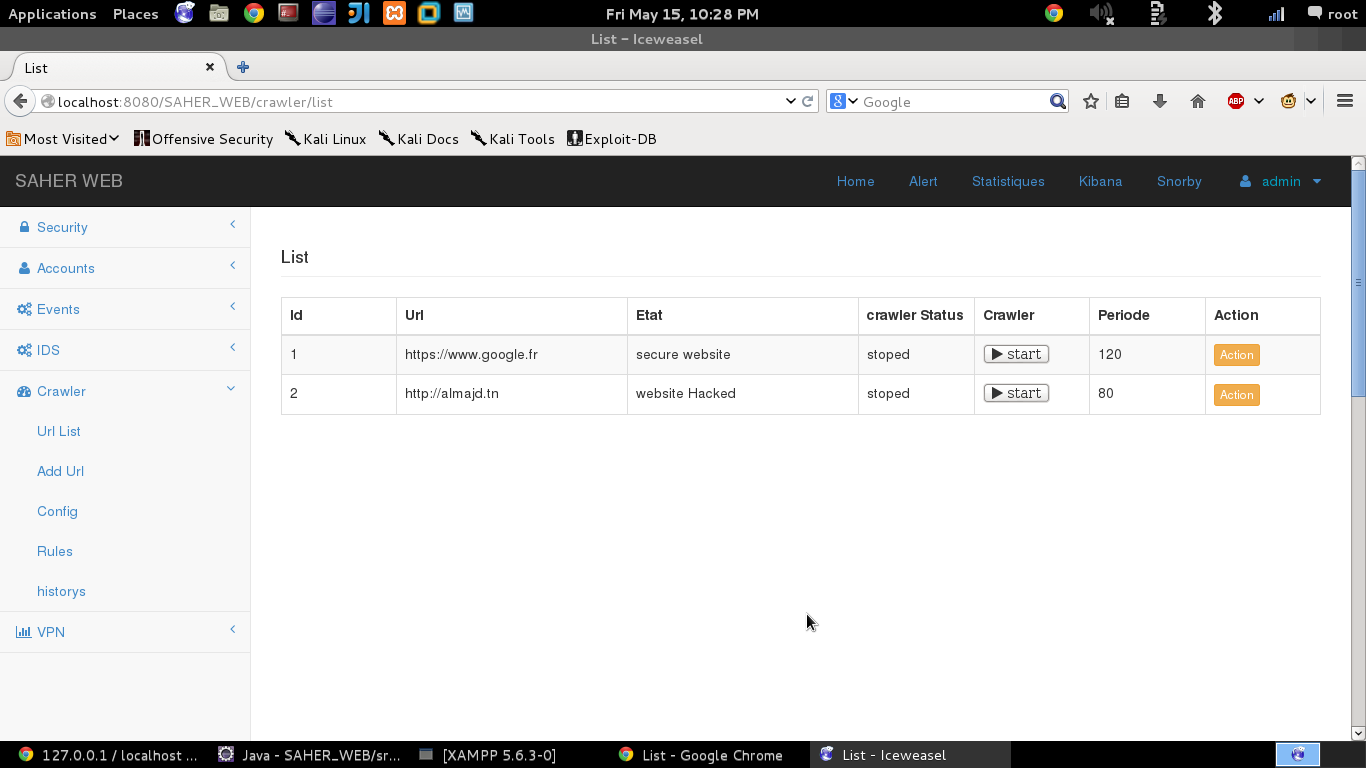 Applications Places Fri May 15, 10:28 PM root
List - Iceweasel
List
localhost:8080/SAHER_WEB/crawler/list Google ABP
Most Visited Offensive Security Kali Linux Kali Docs Kali Tools Exploit-DB
SAHER WEB Home Alert Statistiques Kibana Snorby admin
Security
Accounts
Events
IDS
Crawler
Url List
Add Url
Config
Rules
historys
VPN
List
Id Url Etat crawler Status Crawler Periode Action
1 https://www.google.fr secure website stoped start 120 Action
2 http://almajd.tn website Hacked stoped start 80 Action
127.0.0.1 / localhost ... Java - SAHER_WEB/sr... [XAMPP 5.6.3-0] List - Google Chrome List - Iceweasel